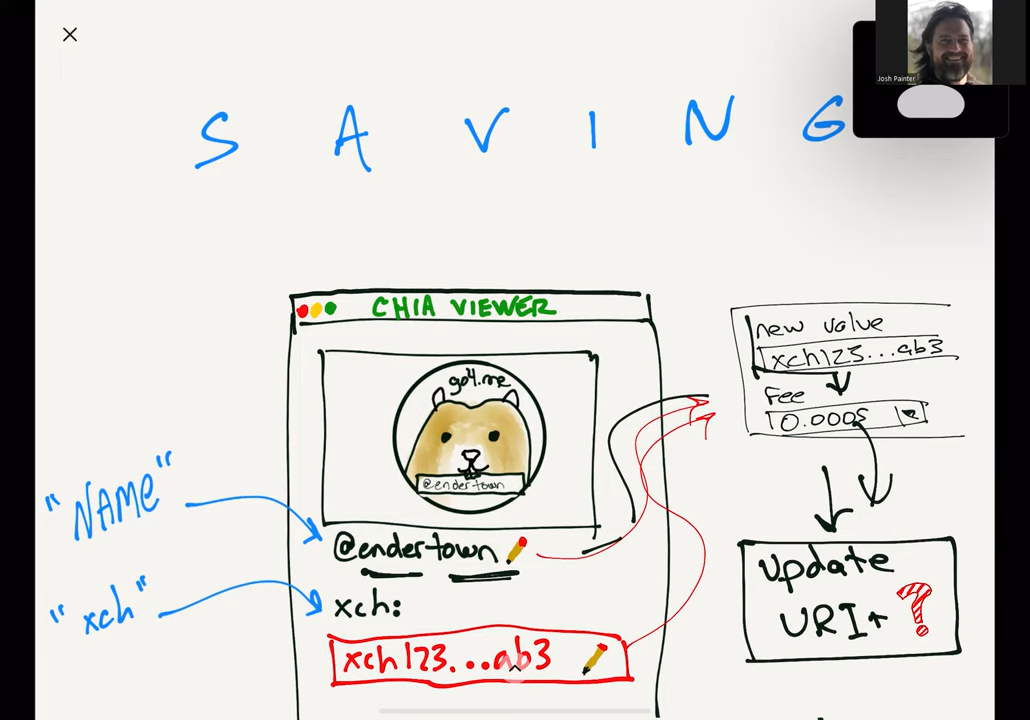 Josh Painter
S A V I N G
CHIA VIEWER
go4.me
@endertown
@endertown
"NAME"
xch:
"xch"
xch123...ab3
new value
xch123...ab3
Fee
0.0005
update
URI ?